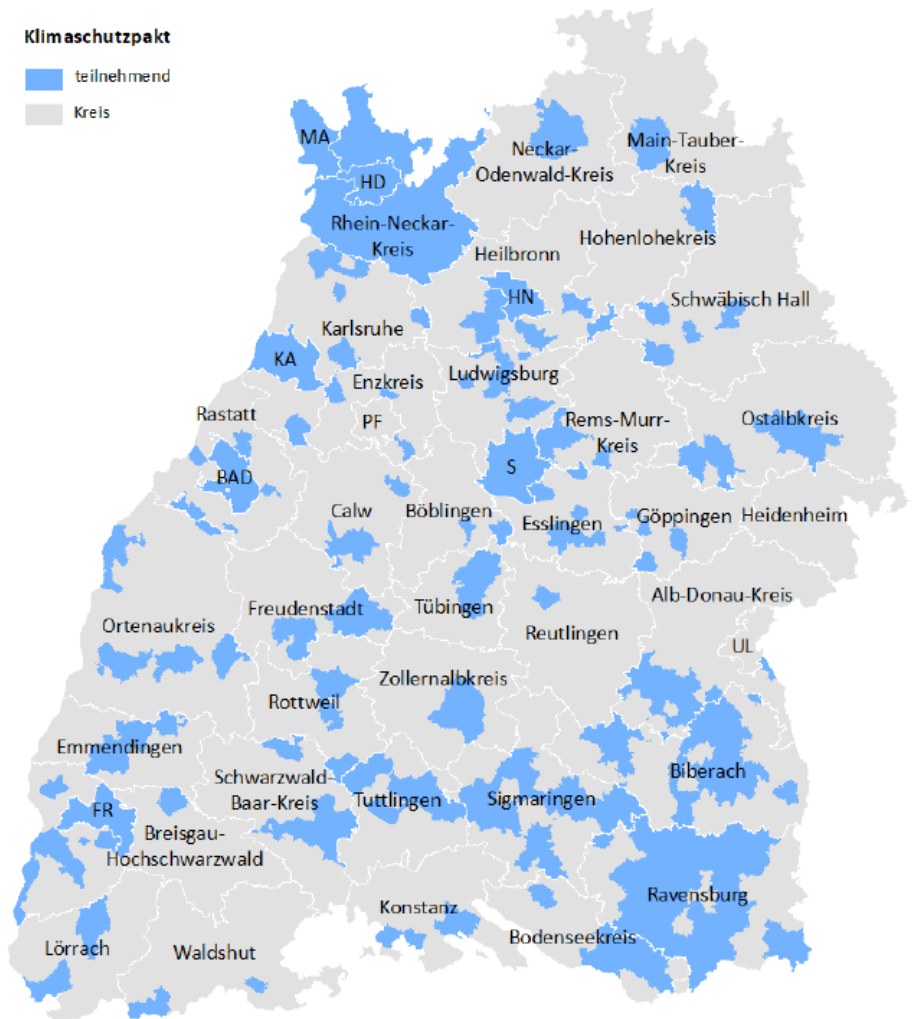 Klimaschutzpakt
teilnehmend
Kreis
MA
Neckar-
Odenwald-Kreis
Main-Tauber-
Kreis
HD
Rhein-Neckar-
Kreis
Hohenlohekreis
Heilbronn
HN
Schwäbisch Hall
Karlsruhe
KA
Enzkreis
Ludwigsburg
Rastatt
PF
Rems-Murr-
Kreis
Ostalbkreis
BAD
S
Calw
Böblingen
Esslingen
Göppingen
Heidenheim
Freudenstadt
Tübingen
Alb-Donau-Kreis
Ortenaukreis
Reutlingen
UL
Zollernalbkreis
Rottweil
Emmendingen
Schwarzwald-
Baar-Kreis
Tuttlingen
Sigmaringen
Biberach
FR
Breisgau-
Hochschwarzwald
Ravensburg
Konstanz
Bodenseekreis
Lörrach
Waldshut